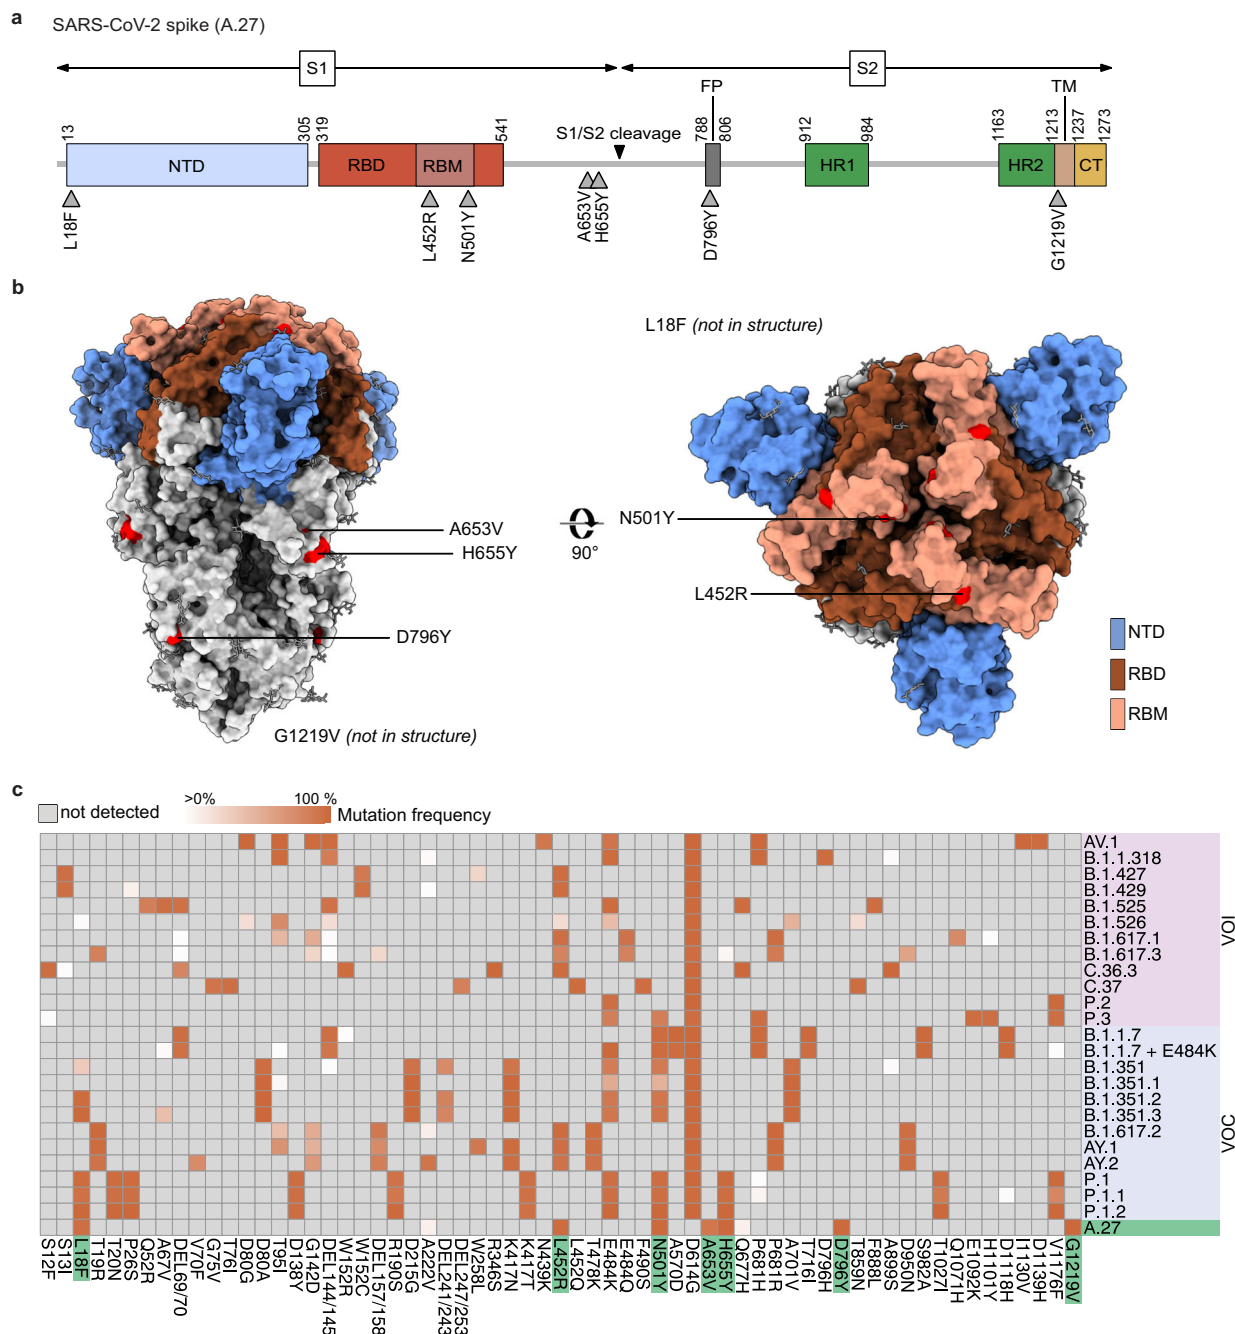 a
SARS-CoV-2 spike (A.27)
S1
S2
FP
TM
S1/S2 cleavage
13
305
319
541
788
806
912
984
1163
1213
1237
1273
NTD
RBD
RBM
HR1
HR2
CT
L18F
L452R
N501Y
A653V
H655Y
D796Y
G1219V
b
L18F (not in structure)
A653V
H655Y
D796Y
G1219V (not in structure)
90°
N501Y
L452R
NTD
RBD
RBM
c
not detected
>0%
100 %
Mutation frequency
AV.1
B.1.1.318
B.1.427
B.1.429
B.1.525
B.1.526
B.1.617.1
B.1.617.3
C.36.3
C.37
P.2
P.3
B.1.1.7
B.1.1.7 + E484K
B.1.351
B.1.351.1
B.1.351.2
B.1.351.3
B.1.617.2
AY.1
AY.2
P.1
P.1.1
P.1.2
A.27
VOI
VOC
S12F
S13I
L18F
T19R
T20N
P26S
Q52R
A67V
DEL69/70
V70F
G75V
T76I
D80G
D80A
T95I
D138Y
G142D
DEL144/145
W152R
W152C
DEL157/158
R190S
D215G
A222V
DEL241/243
DEL247/253
W258L
R346S
K417N
K417T
N439K
L452R
L452Q
T478K
E484K
E484Q
F490S
N501Y
A570D
D614G
A653V
H655Y
Q677H
P681H
P681R
A701V
T716I
D796H
D796Y
T859N
F888L
A899S
D950N
S982A
T1027I
Q1071H
E1092K
H1101Y
D1118H
I1130V
D1139H
V1176F
G1219V